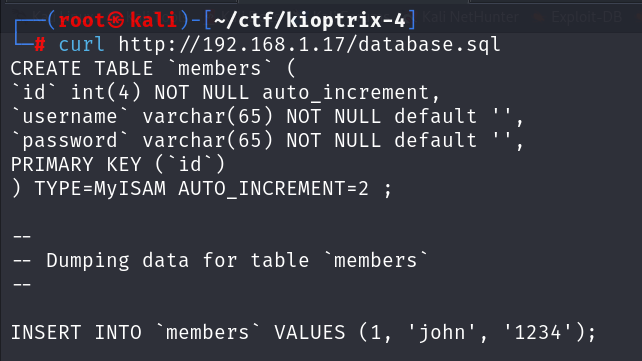 Kali NetHunter Exploit-DB
┌──(root㉿kali)-[~/ctf/kioptrix-4]
└─# curl http://192.168.1.17/database.sql
CREATE TABLE `members` (
`id` int(4) NOT NULL auto_increment,
`username` varchar(65) NOT NULL default '',
`password` varchar(65) NOT NULL default '',
PRIMARY KEY (`id`)
) TYPE=MyISAM AUTO_INCREMENT=2 ;
--
-- Dumping data for table `members`
--
INSERT INTO `members` VALUES (1, 'john', '1234');